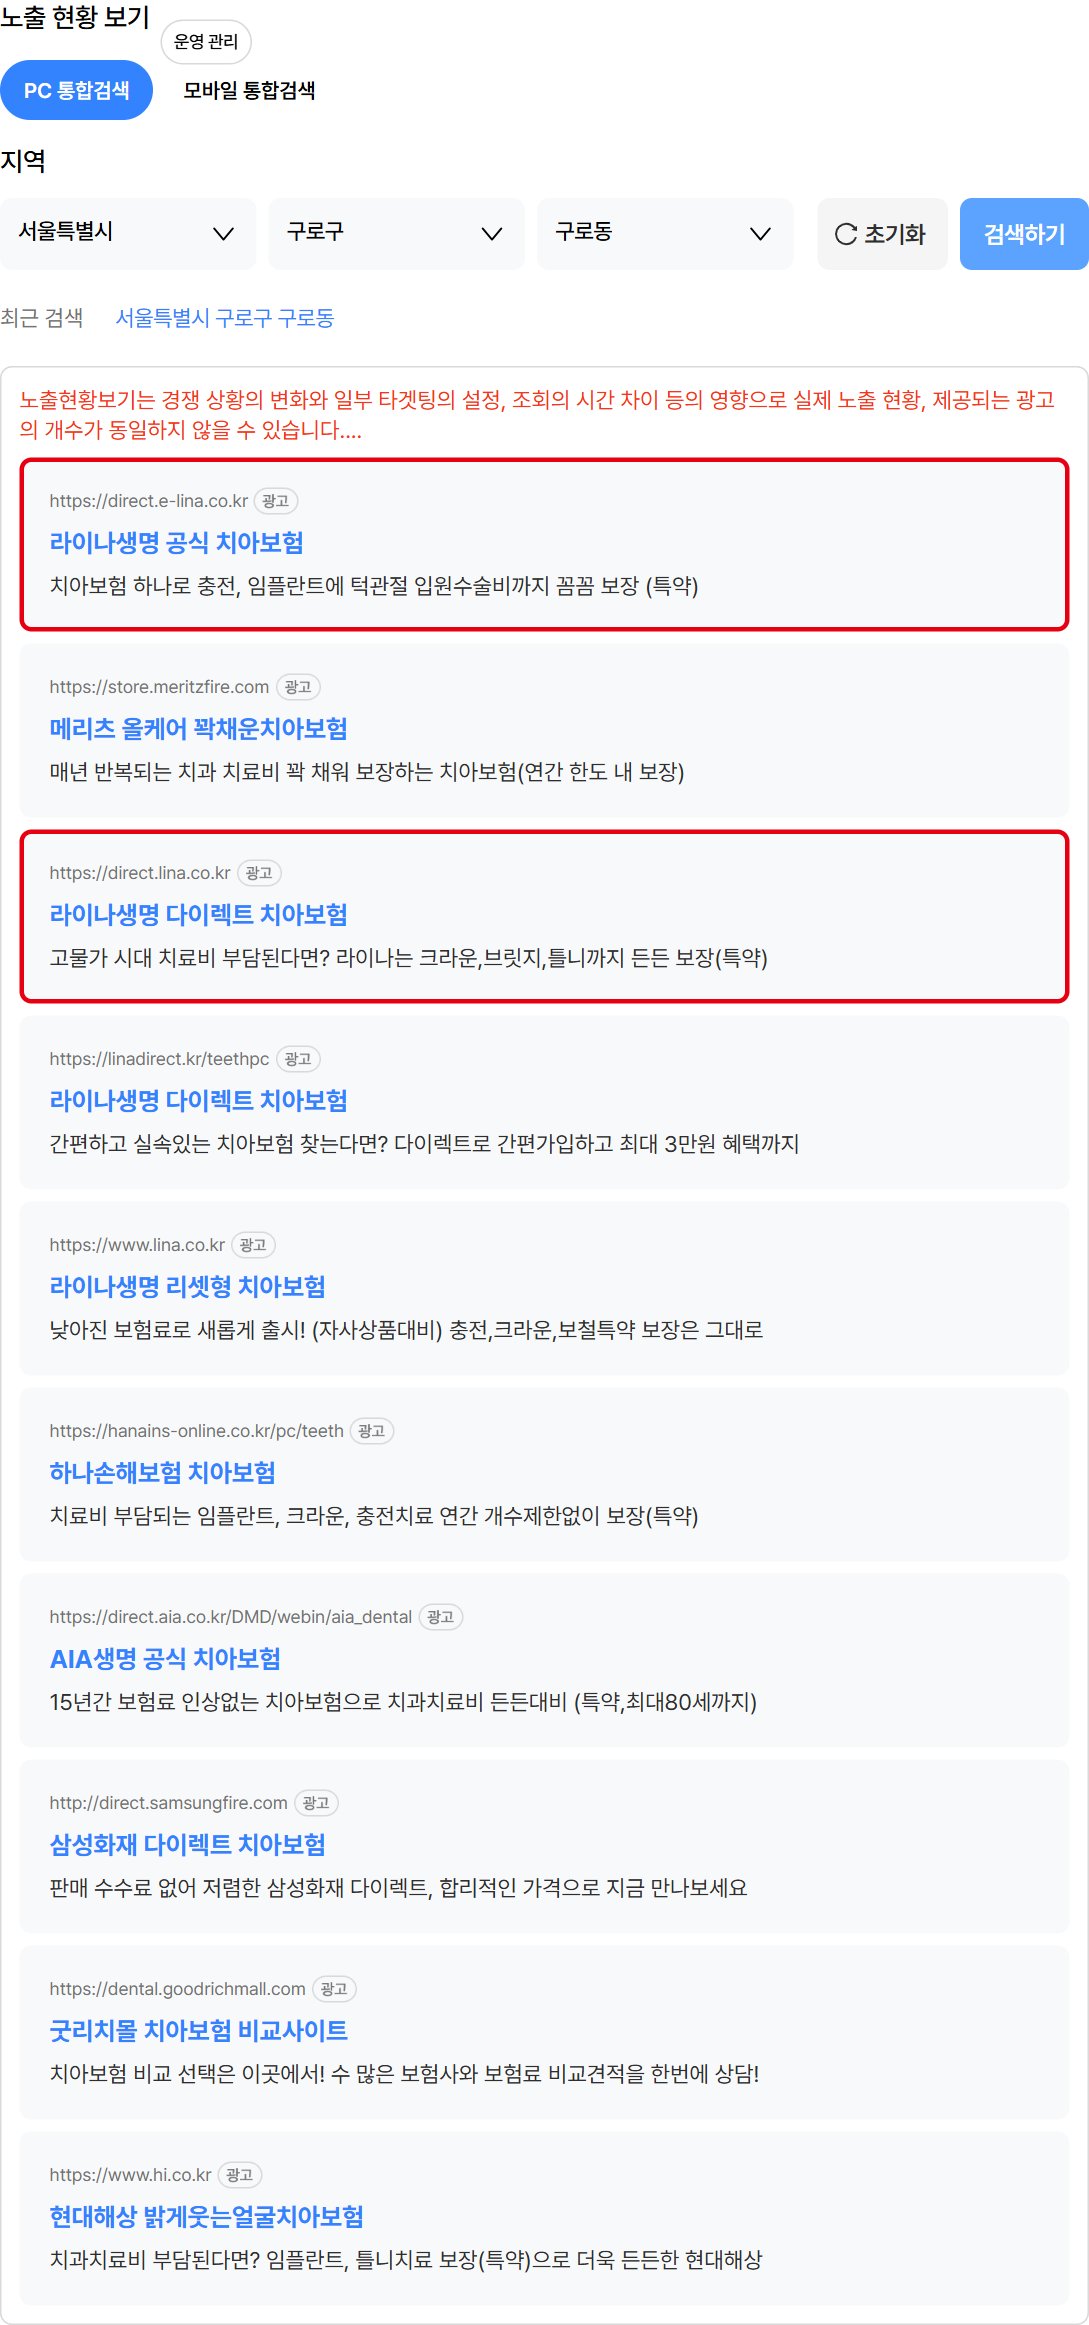 노출 현황 보기
운영 관리
PC 통합검색
모바일 통합검색
지역
서울특별시
구로구
구로동
초기화
검색하기
최근 검색
서울특별시 구로구 구로동
노출현황보기는 경쟁 상황의 변화와 일부 타겟팅의 설정, 조회의 시간 차이 등의 영향으로 실제 노출 현황, 제공되는 광고
의 개수가 동일하지 않을 수 있습니다....
https://direct.e-lina.co.kr 광고
라이나생명 공식 치아보험
치아보험 하나로 충전, 임플란트에 턱관절 입원수술비까지 꼼꼼 보장 (특약)
https://store.meritzfire.com 광고
메리츠 올케어 꽉채운치아보험
매년 반복되는 치과 치료비 꽉 채워 보장하는 치아보험(연간 한도 내 보장)
https://direct.lina.co.kr 광고
라이나생명 다이렉트 치아보험
고물가 시대 치료비 부담된다면? 라이나는 크라운,브릿지,틀니까지 든든 보장(특약)
https://linadirect.kr/teethpc 광고
라이나생명 다이렉트 치아보험
간편하고 실속있는 치아보험 찾는다면? 다이렉트로 간편가입하고 최대 3만원 혜택까지
https://www.lina.co.kr 광고
라이나생명 리셋형 치아보험
낮아진 보험료로 새롭게 출시! (자사상품대비) 충전,크라운,보철특약 보장은 그대로
https://hanains-online.co.kr/pc/teeth 광고
하나손해보험 치아보험
치료비 부담되는 임플란트, 크라운, 충전치료 연간 개수제한없이 보장(특약)
https://direct.aia.co.kr/DMD/webin/aia_dental 광고
AIA생명 공식 치아보험
15년간 보험료 인상없는 치아보험으로 치과치료비 든든대비 (특약,최대80세까지)
http://direct.samsungfire.com 광고
삼성화재 다이렉트 치아보험
판매 수수료 없어 저렴한 삼성화재 다이렉트, 합리적인 가격으로 지금 만나보세요
https://dental.goodrichmall.com 광고
굿리치몰 치아보험 비교사이트
치아보험 비교 선택은 이곳에서! 수 많은 보험사와 보험료 비교견적을 한번에 상담!
https://www.hi.co.kr 광고
현대해상 밝게웃는얼굴치아보험
치과치료비 부담된다면? 임플란트, 틀니치료 보장(특약)으로 더욱 든든한 현대해상